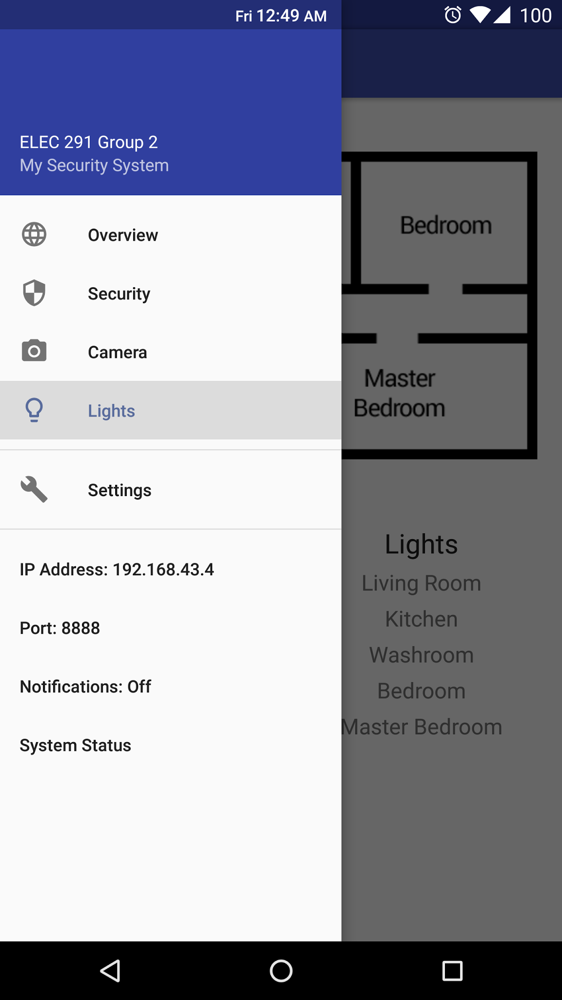 Fri 12:49 AM
100
ELEC 291 Group 2
My Security System
Overview
Security
Camera
Lights
Settings
IP Address: 192.168.43.4
Port: 8888
Notifications: Off
System Status
Bedroom
Master
Bedroom
Lights
Living Room
Kitchen
Washroom
Bedroom
Master Bedroom